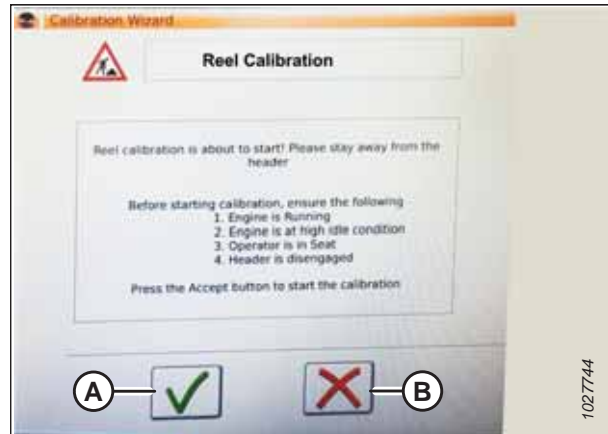 Calibration Wizard
Reel Calibration
Reel calibration is about to start! Please stay away from the
header
Before starting calibration, ensure the following
1. Engine is Running
2. Engine is at high idle condition
3. Operator is in Seat
4. Header is disengaged
Press the Accept button to start the calibration
A
B
1027744